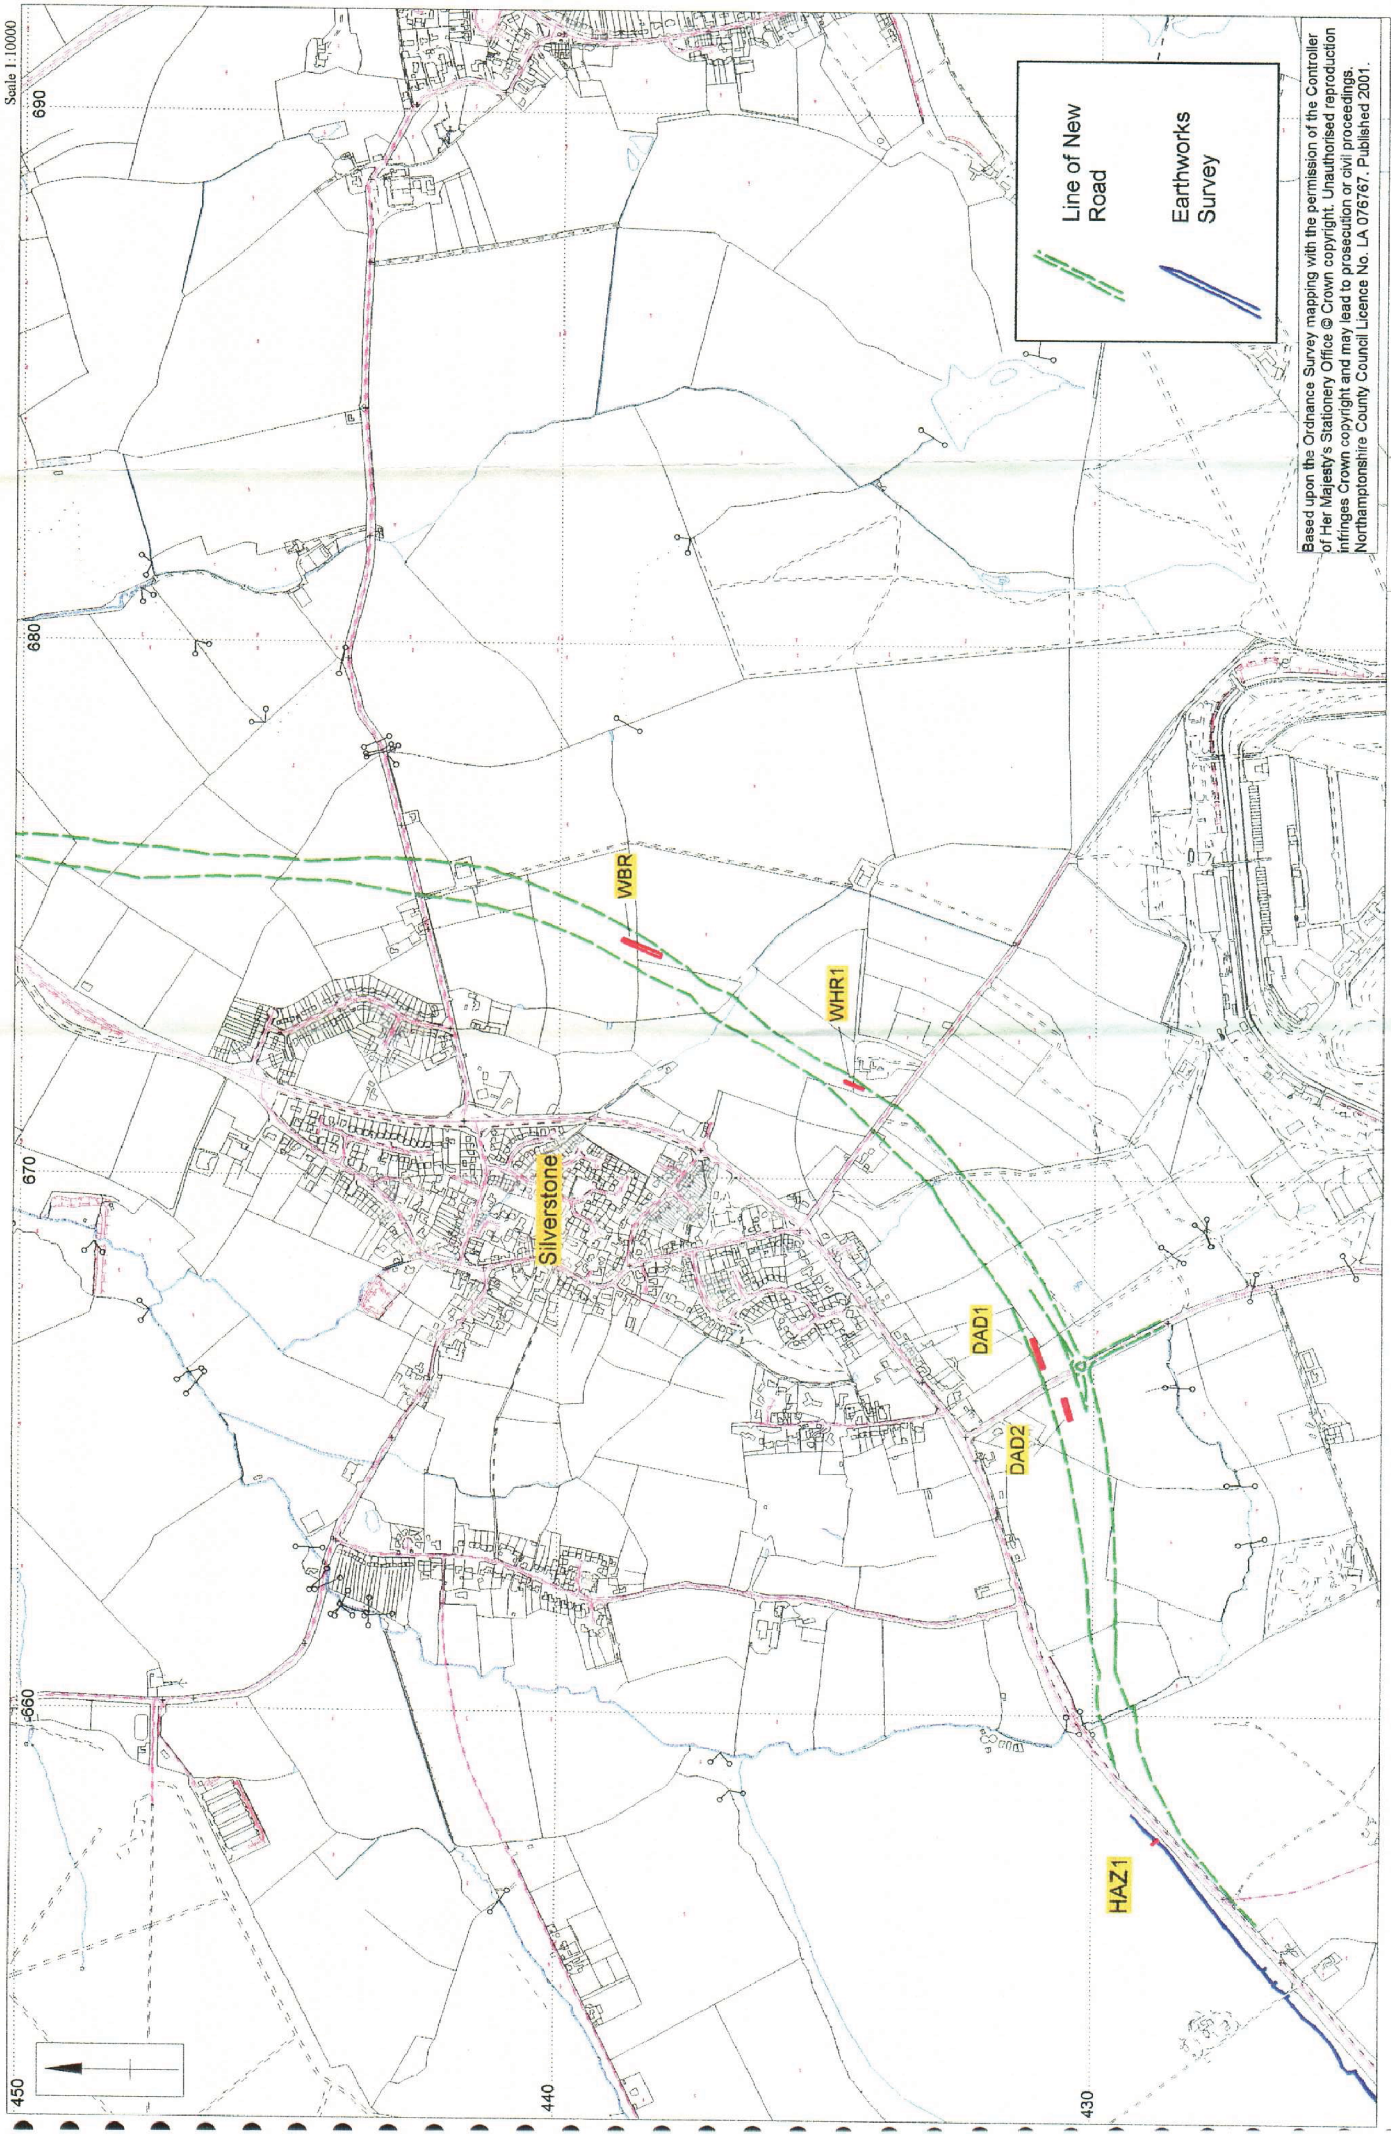 Scale 1:10000
450
660
670
680
690
440
430
Silverstone
WBR
WHR1
DAD1
DAD2
HAZ1
Line of New
Road
Earthworks
Survey
Based upon the Ordnance Survey mapping with the permission of the Controller
of Her Majesty's Stationery Office © Crown copyright. Unauthorised reproduction
infringes Crown copyright and may lead to prosecution or civil proceedings.
Northamptonshire County Council Licence No. LA 076767. Published 2001.